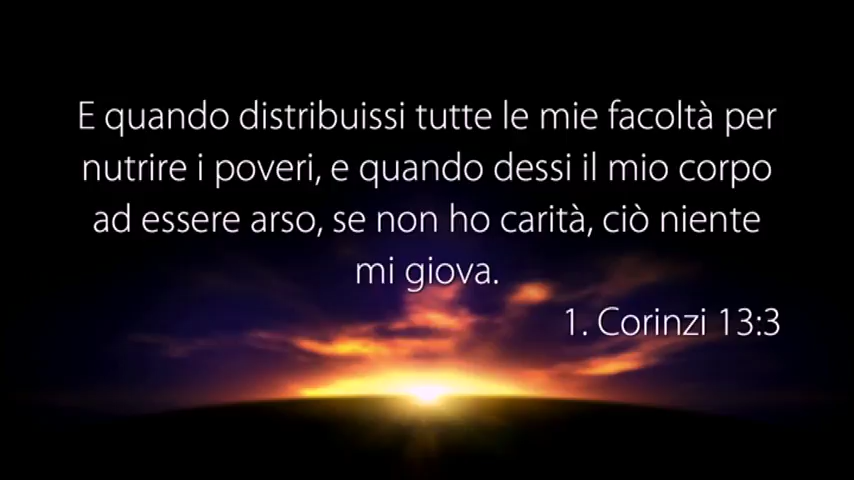 E quando distribuissi tutte le mie facoltà per
nutrire i poveri, e quando dessi il mio corpo
ad essere arso, se non ho carità, ciò niente
mi giova.
1. Corinzi 13:3